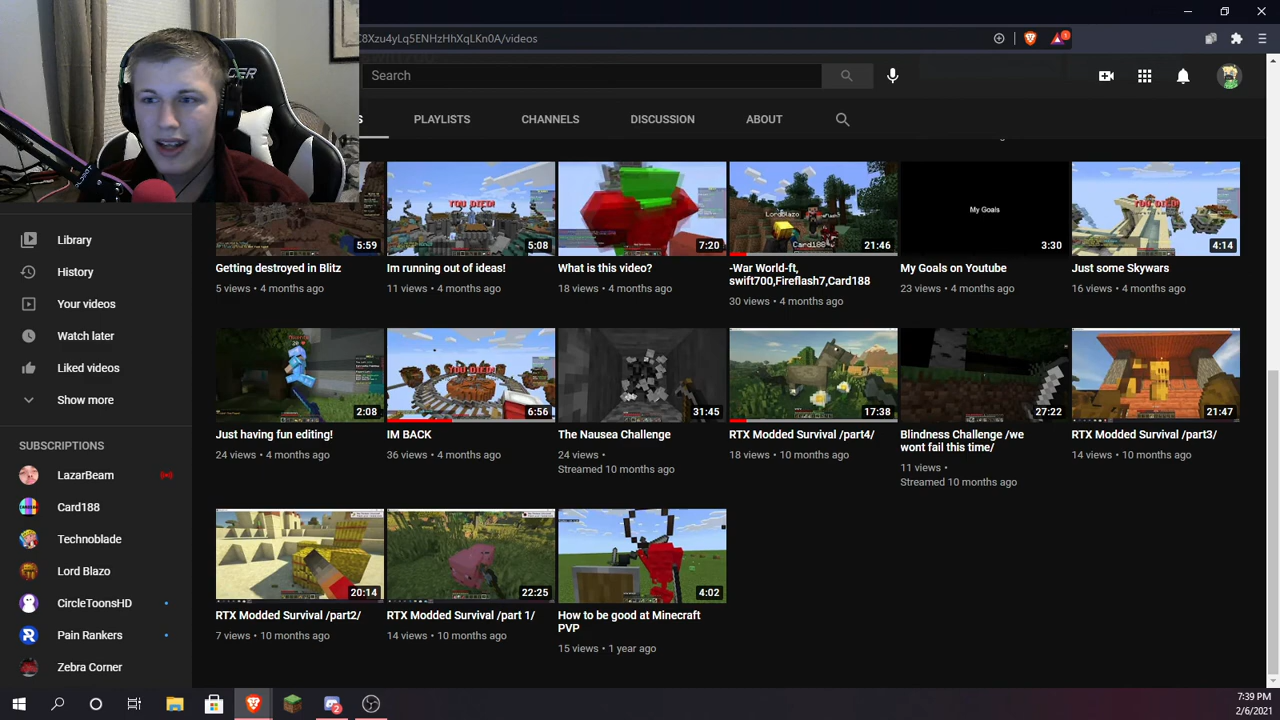 C8Xzu4yLq5ENHzHhXqLKn0A/videos
Search
PLAYLISTS
CHANNELS
DISCUSSION
ABOUT
Library
History
Your videos
Watch later
Liked videos
Show more
SUBSCRIPTIONS
LazarBeam
Card188
Technoblade
Lord Blazo
CircleToonsHD
Pain Rankers
Zebra Corner
5:59
Getting destroyed in Blitz
5 views • 4 months ago
YOU DIED!
5:08
Im running out of ideas!
11 views • 4 months ago
7:20
What is this video?
18 views • 4 months ago
LordBlazo
Card188
21:46
-War World-ft,
swift700,Fireflash7,Card188
30 views • 4 months ago
My Goals
3:30
My Goals on Youtube
23 views • 4 months ago
YOU DIED!
4:14
Just some Skywars
16 views • 4 months ago
2:08
Just having fun editing!
24 views • 4 months ago
YOU DIED!
6:56
IM BACK
36 views • 4 months ago
31:45
The Nausea Challenge
24 views •
Streamed 10 months ago
17:38
RTX Modded Survival /part4/
18 views • 10 months ago
27:22
Blindness Challenge /we
wont fail this time/
11 views •
Streamed 10 months ago
21:47
RTX Modded Survival /part3/
14 views • 10 months ago
20:14
RTX Modded Survival /part2/
7 views • 10 months ago
22:25
RTX Modded Survival /part 1/
14 views • 10 months ago
4:02
How to be good at Minecraft
PVP
15 views • 1 year ago
7:39 PM
2/6/2021